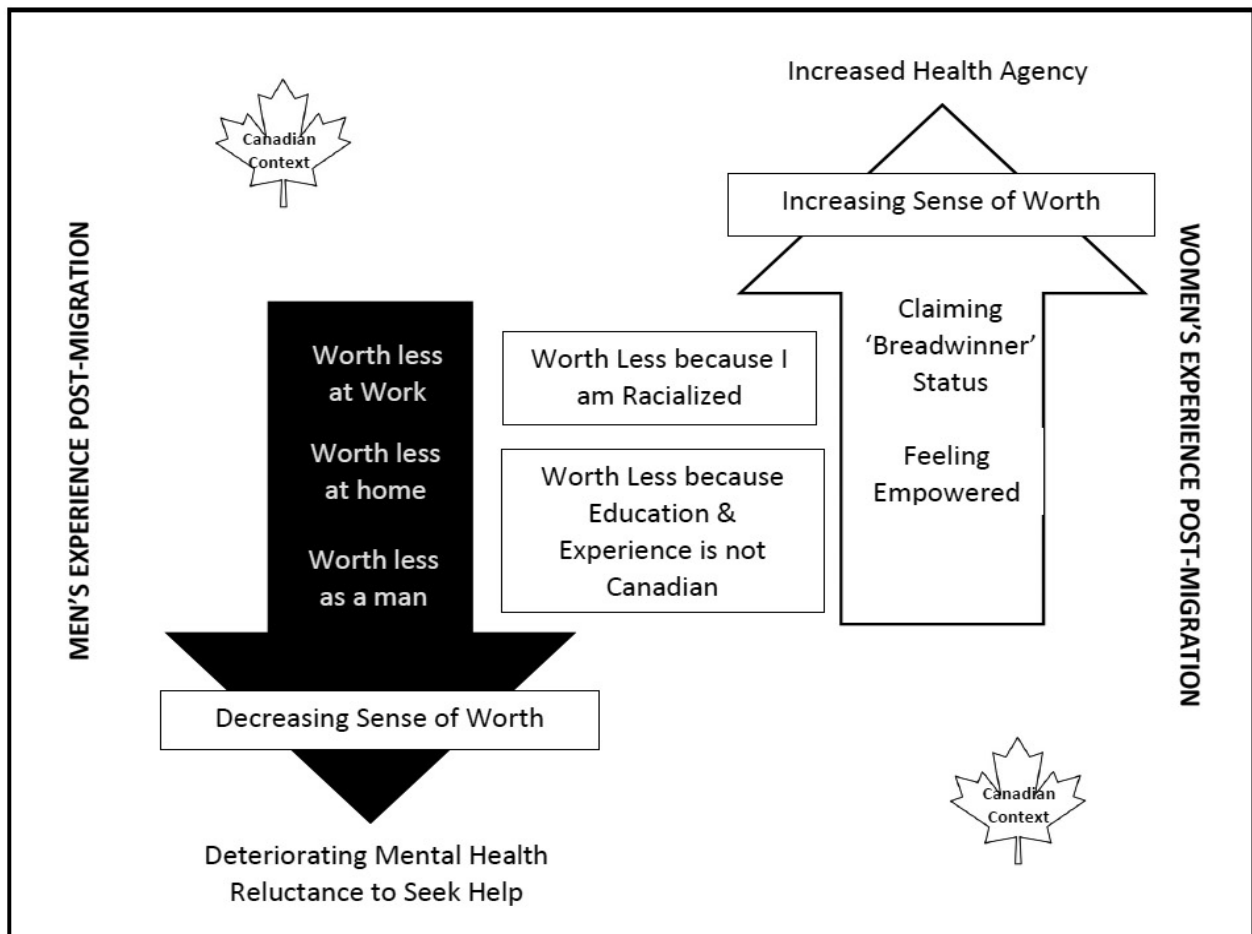 Increased Health Agency
Canadian
Context
Increasing Sense of Worth
MEN'S EXPERIENCE POST-MIGRATION
WOMEN'S EXPERIENCE POST-MIGRATION
Worth less
at Work
Worth less
at home
Worth less
as a man
Worth Less because I
am Racialized
Worth Less because
Education &
Experience is not
Canadian
Claiming
‘Breadwinner’
Status
Feeling
Empowered
Decreasing Sense of Worth
Canadian
Context
Deteriorating Mental Health
Reluctance to Seek Help